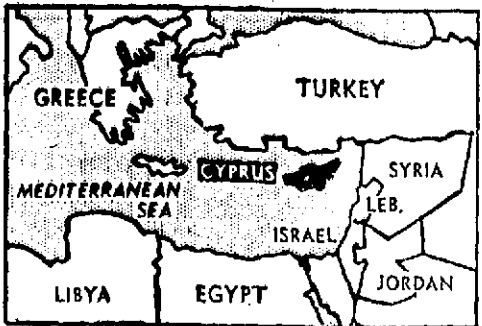 GREECE
TURKEY
CYPRUS
SYRIA
MEDITERRANEAN
SEA
LEB.
ISRAEL
LIBYA
EGYPT
JORDAN